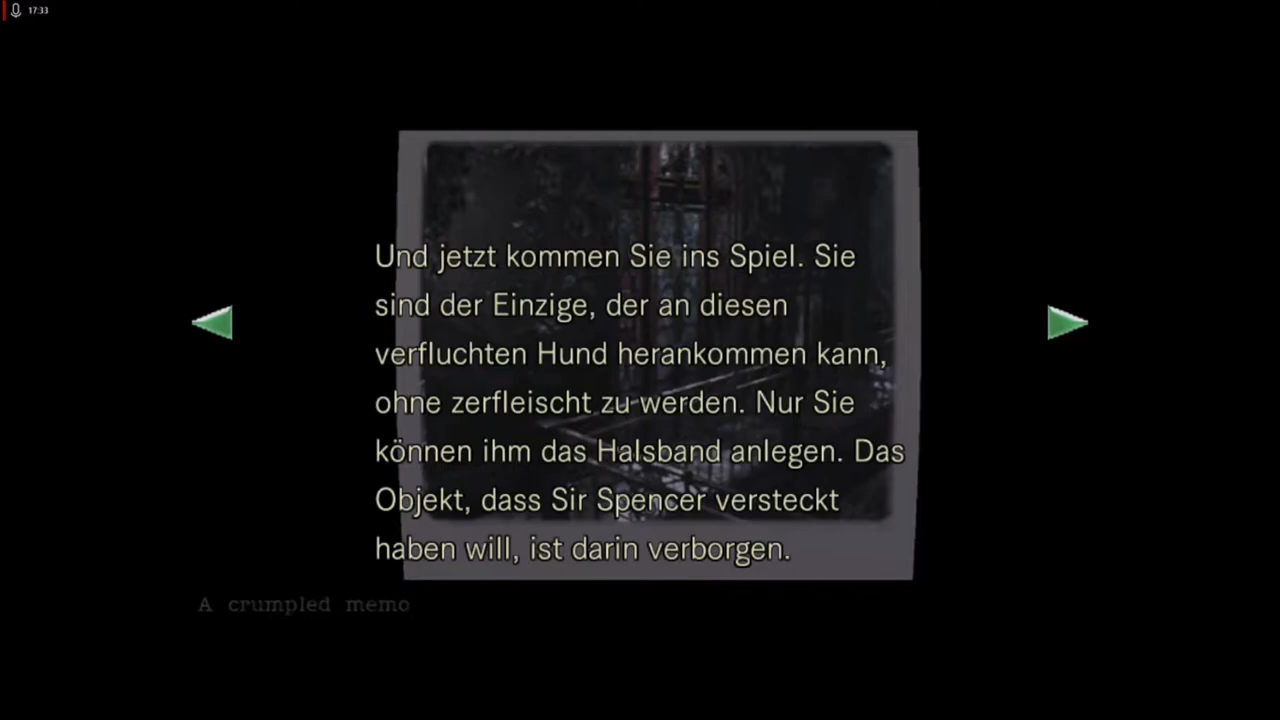 17:33
Und jetzt kommen Sie ins Spiel. Sie
sind der Einzige, der an diesen
verfluchten Hund herankommen kann,
ohne zerfleischt zu werden. Nur Sie
können ihm das Halsband anlegen. Das
Objekt, dass Sir Spencer versteckt
haben will, ist darin verborgen.
A crumpled memo